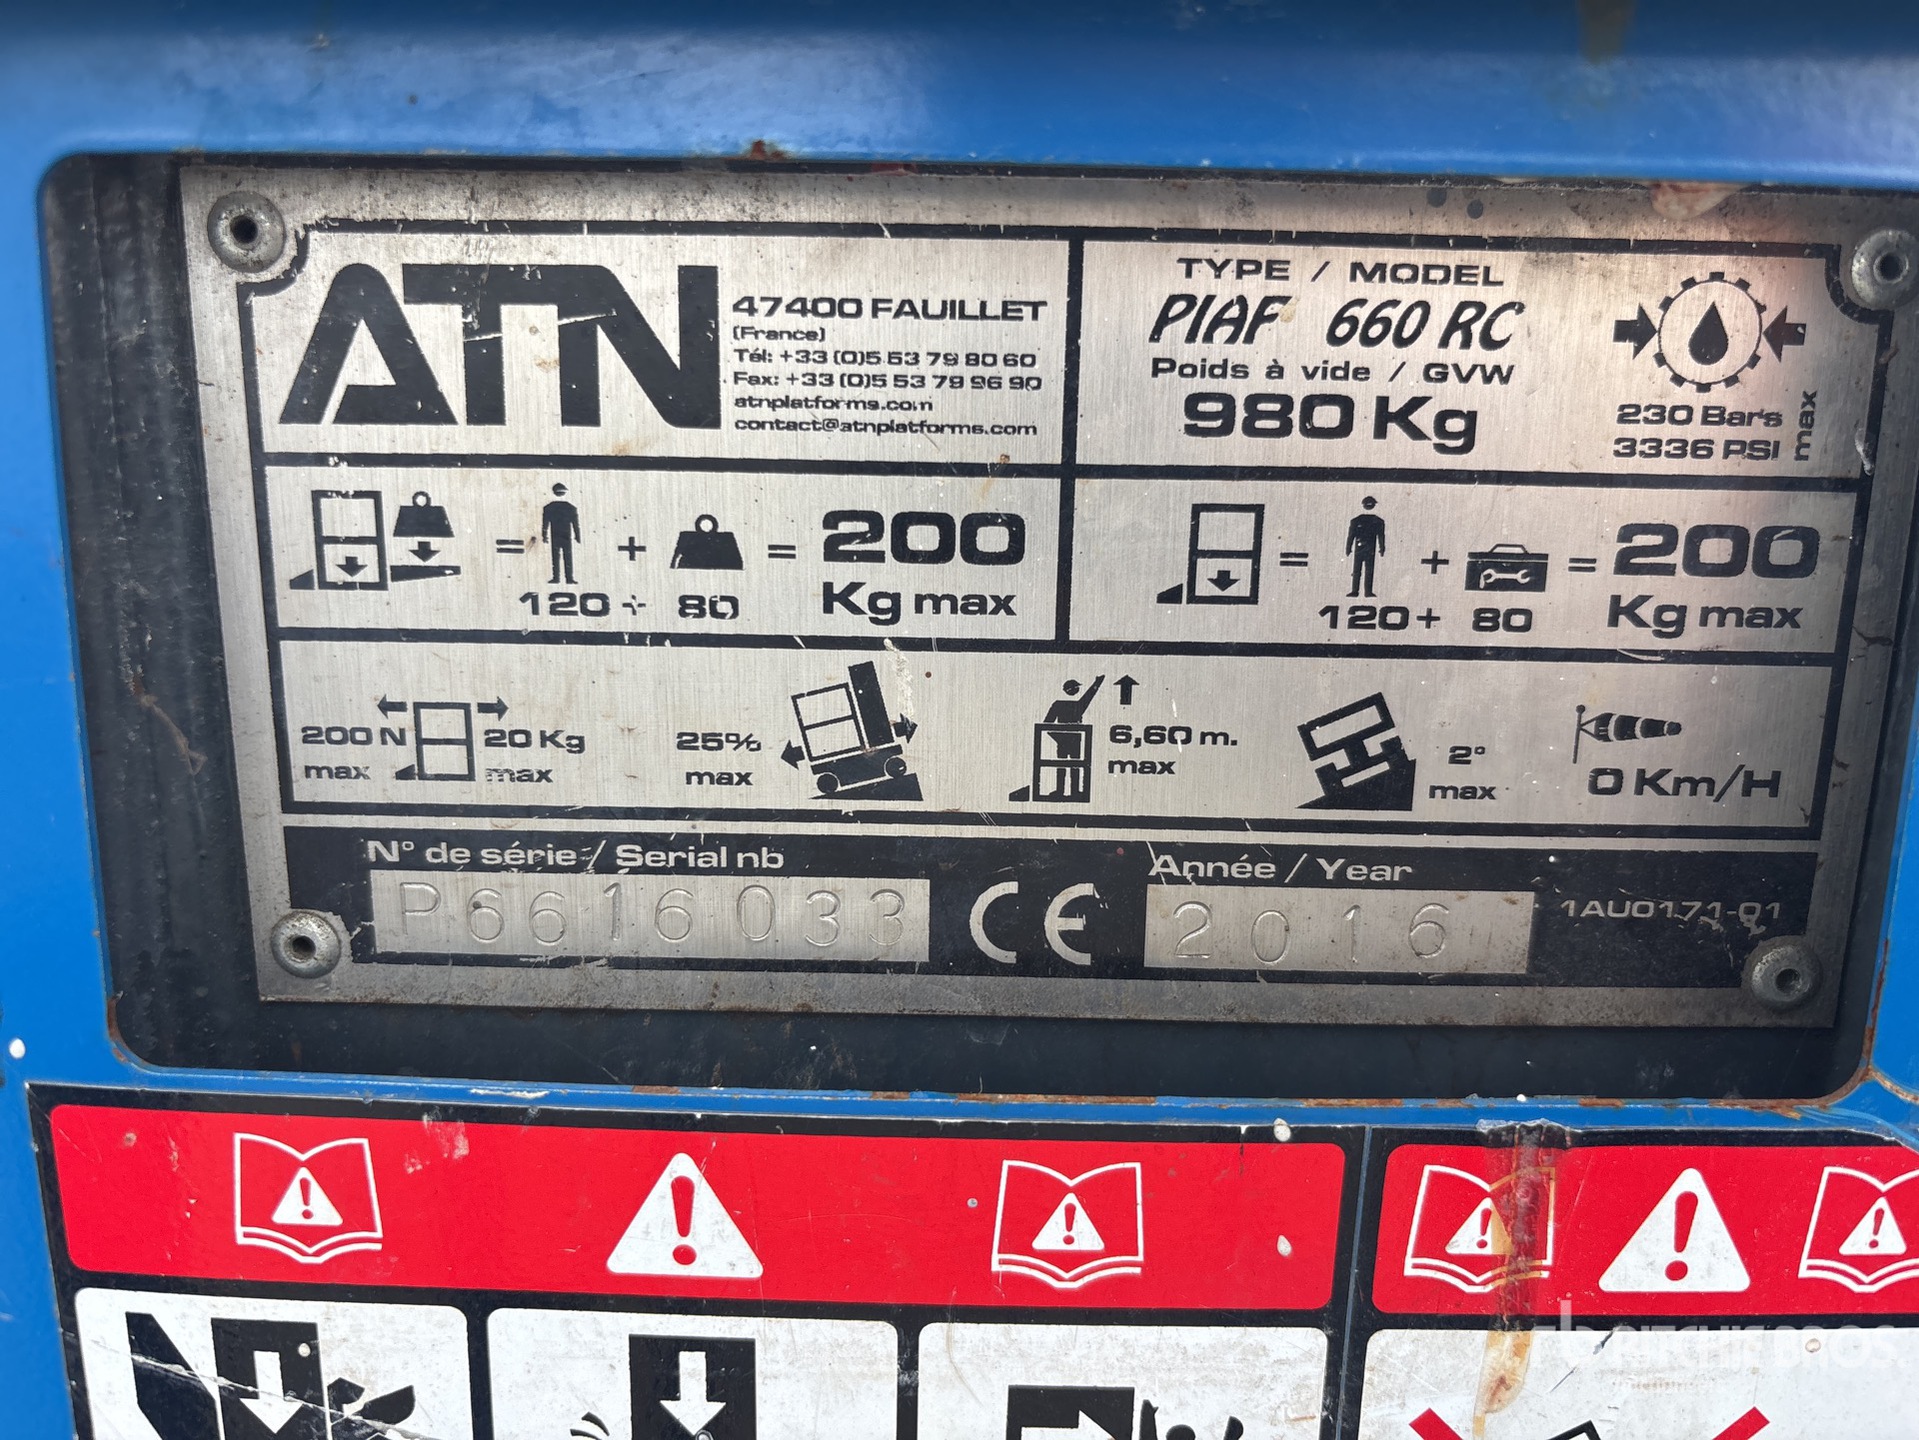 ATN
47400 FAUILLET
(France)
Tél: +33 (0)5 53 79 80 60
Fax: +33 (0)5 53 79 96 90
atnplatforms.com
contact@atnplatforms.com
TYPE / MODEL
PIAF 660 RC
Poids à vide / GVW
980 Kg
230 Bars
3336 PSI
max
= + = 200
120 + 80 Kg max
= + = 200
120 + 80 Kg max
200 N
max
20 Kg
max
25%
max
6,60 m.
max
2°
max
0 Km/H
N° de série / Serial nb
P6616033
CE
Année / Year
2016
1AU0171-01
RITCHIE BROS.